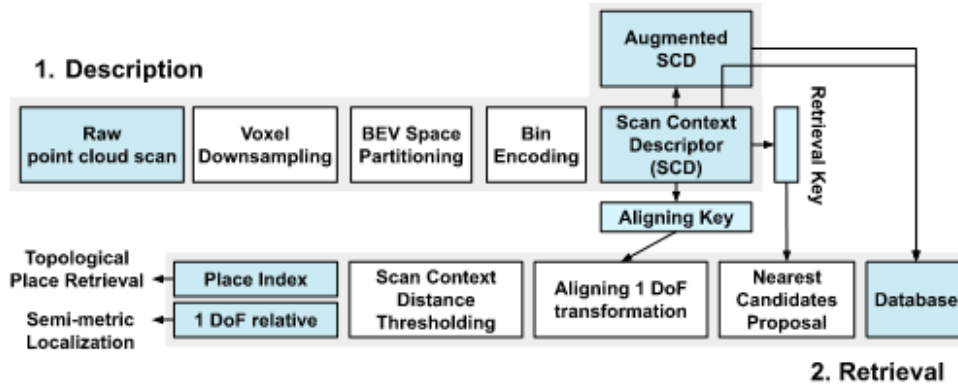 1. Description
Augmented
SCD
Raw
point cloud scan
Voxel
Downsampling
BEV Space
Partitioning
Bin
Encoding
Scan Context
Descriptor
(SCD)
Retrieval Key
Aligning Key
Topological
Place Retrieval
Semi-metric
Localization
Place Index
1 DoF relative
Scan Context
Distance
Thresholding
Aligning 1 DoF
transformation
Nearest
Candidates
Proposal
Database
2. Retrieval